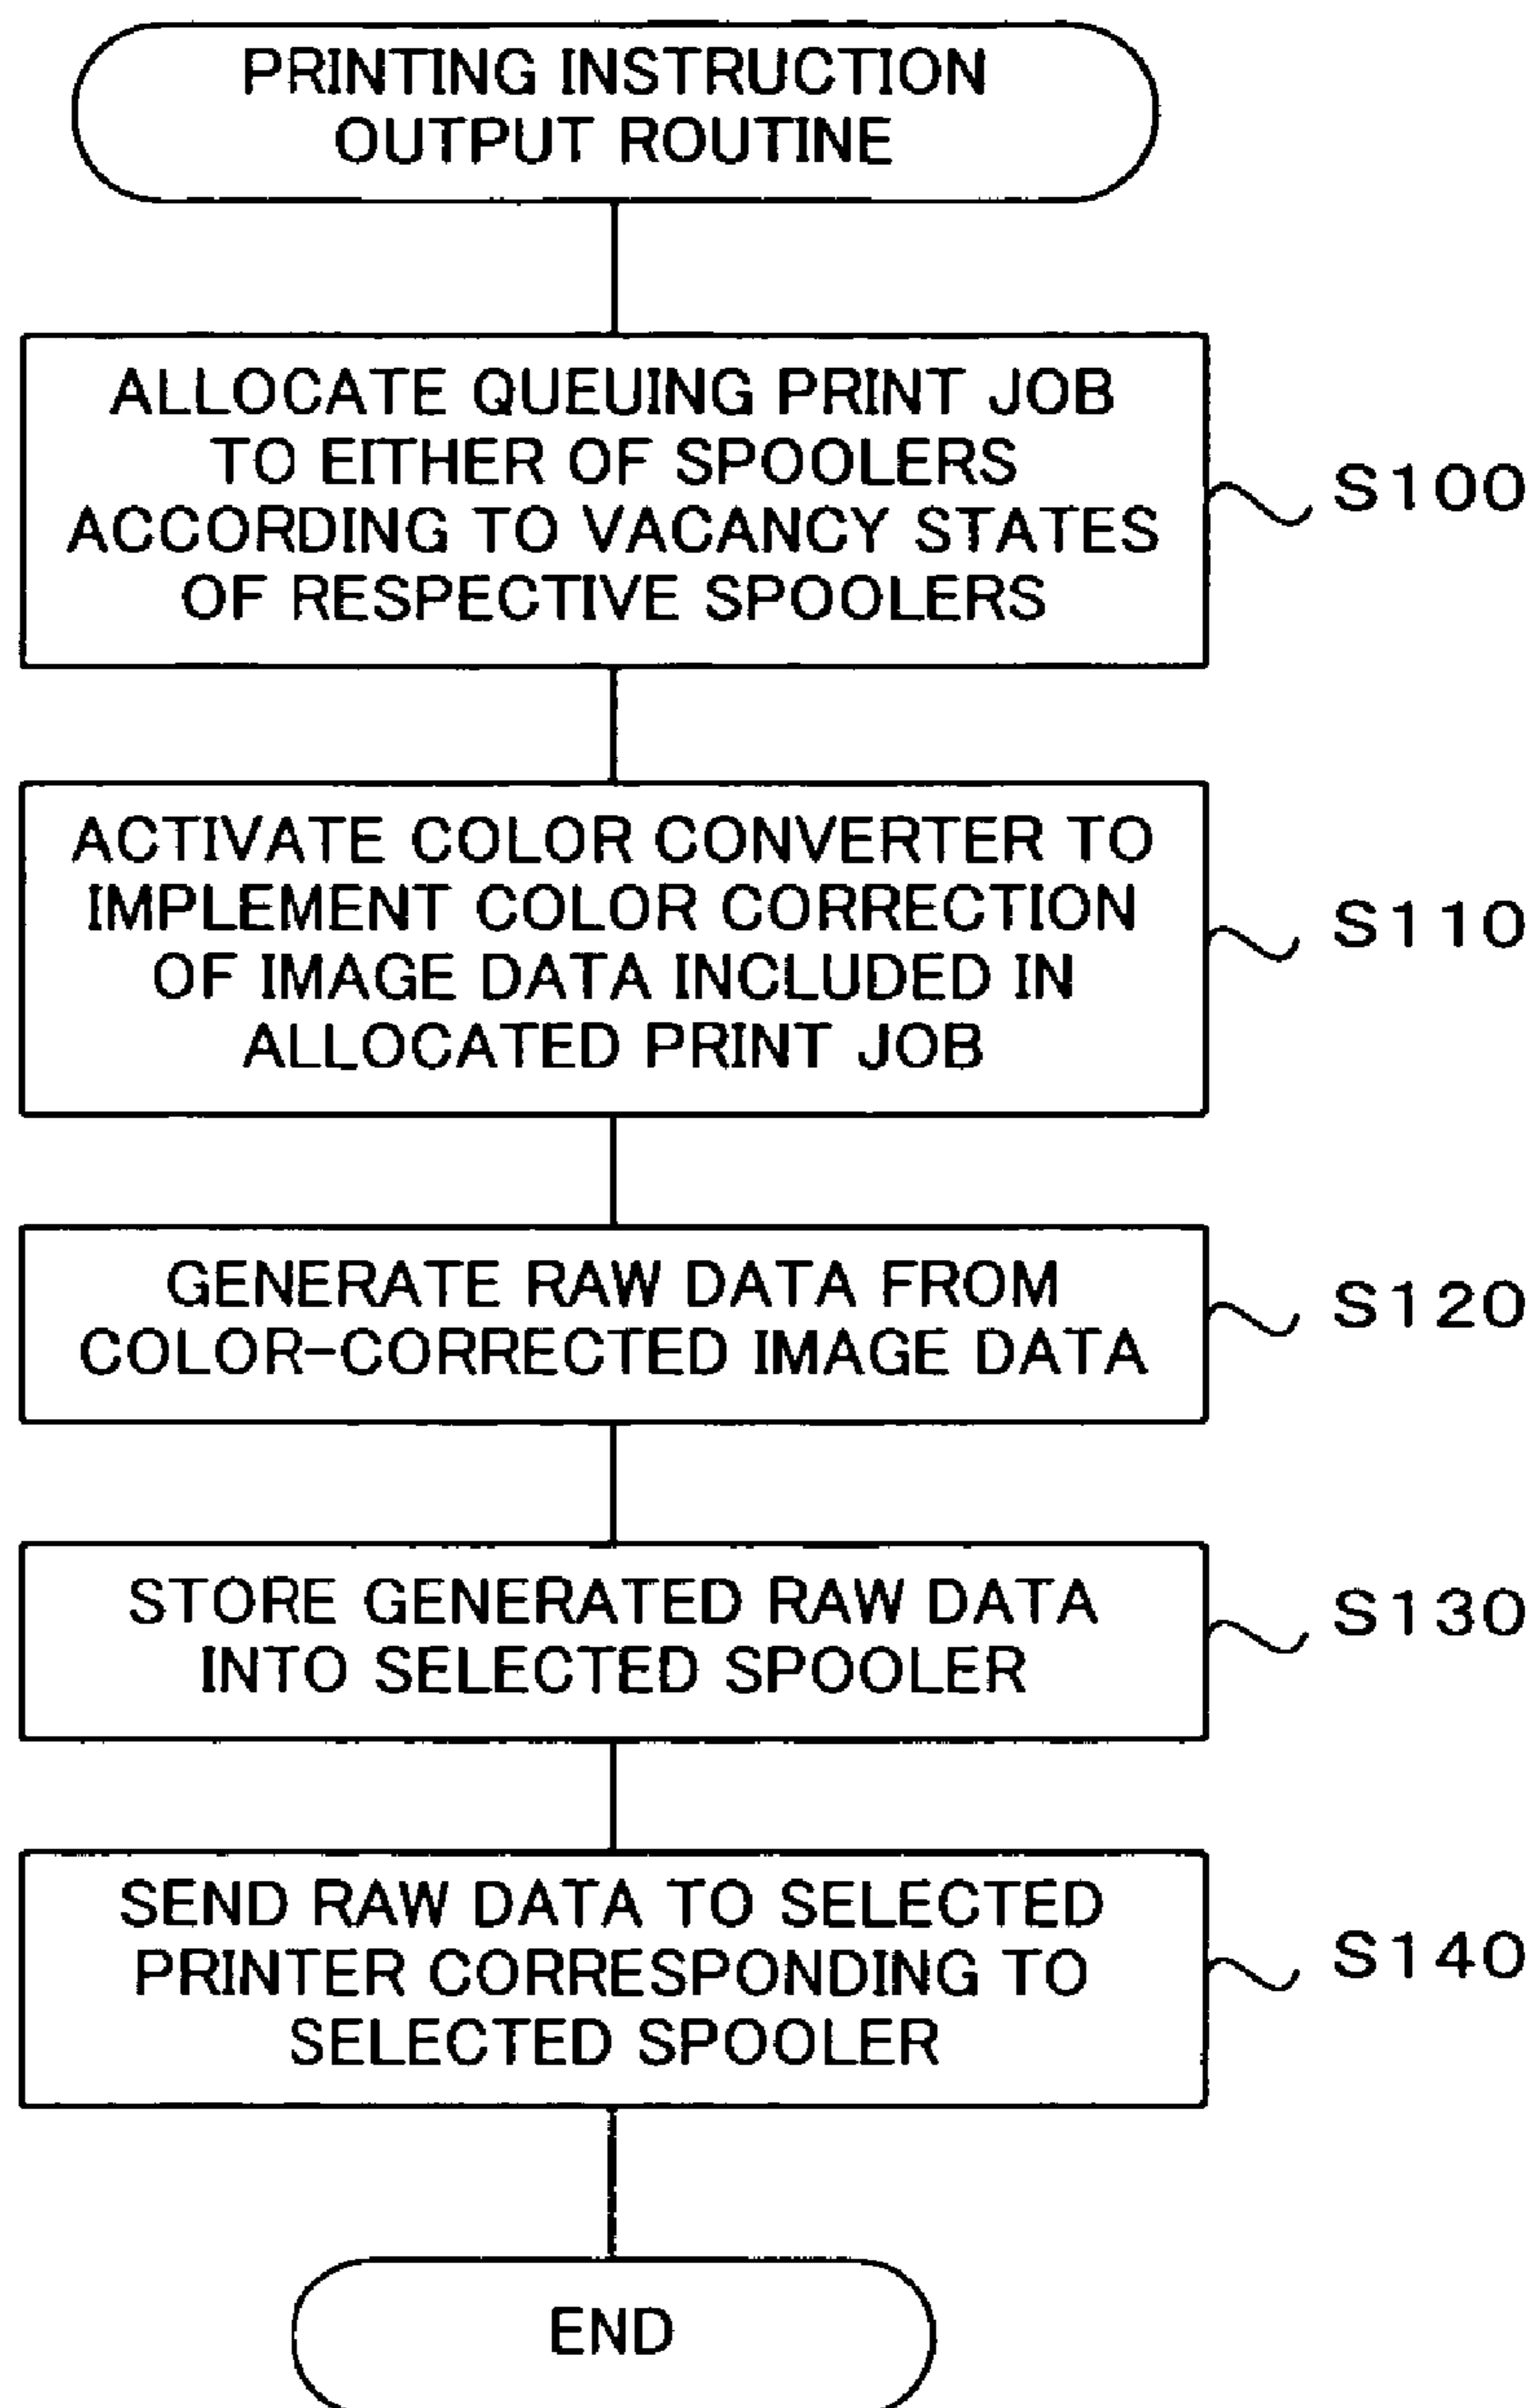 PRINTING INSTRUCTION
OUTPUT ROUTINE
ALLOCATE QUEUING PRINT JOB
TO EITHER OF SPOOLERS
ACCORDING TO VACANCY STATES
OF RESPECTIVE SPOOLERS
S100
ACTIVATE COLOR CONVERTER TO
IMPLEMENT COLOR CORRECTION
OF IMAGE DATA INCLUDED IN
ALLOCATED PRINT JOB
S110
GENERATE RAW DATA FROM
COLOR-CORRECTED IMAGE DATA
S120
STORE GENERATED RAW DATA
INTO SELECTED SPOOLER
S130
SEND RAW DATA TO SELECTED
PRINTER CORRESPONDING TO
SELECTED SPOOLER
S140
END